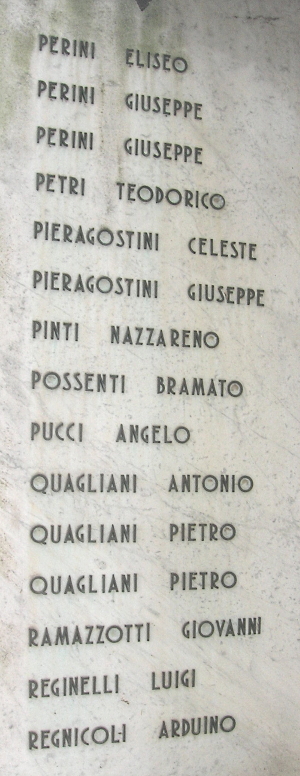 PERINI ELISEO
PERINI GIUSEPPE
PERINI GIUSEPPE
PETRI TEODORICO
PIERAGOSTINI CELESTE
PIERAGOSTINI GIUSEPPE
PINTI NAZZARENO
POSSENTI BRAMATO
PUCCI ANGELO
QUAGLIANI ANTONIO
QUAGLIANI PIETRO
QUAGLIANI PIETRO
RAMAZZOTTI GIOVANNI
REGINELLI LUIGI
REGNICOLI ARDUINO